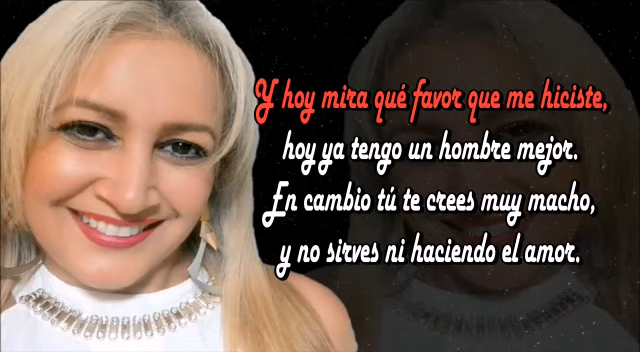 Y hoy mira qué favor que me hiciste,
hoy ya tengo un hombre mejor.
En cambio tú te crees muy macho,
y no sirves ni haciendo el amor.